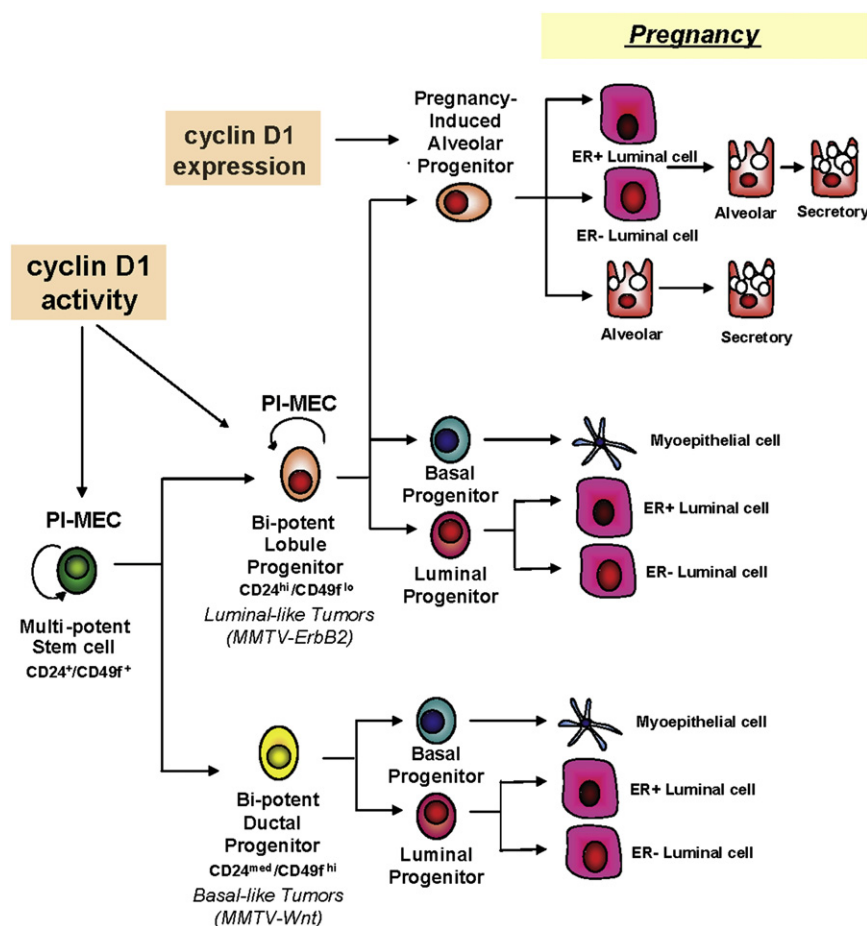 Pregnancy
cyclin D1
expression
Pregnancy-
Induced
Alveolar
Progenitor
ER+ Luminal cell
ER- Luminal cell
Alveolar
Secretory
Alveolar
Secretory
cyclin D1
activity
PI-MEC
Bi-potent
Lobule
Progenitor
CD24ʰⁱ/CD49fˡᵒ
Luminal-like Tumors
(MMTV-ErbB2)
Basal
Progenitor
Myoepithelial cell
Luminal
Progenitor
ER+ Luminal cell
ER- Luminal cell
PI-MEC
Multi-potent
Stem cell
CD24⁺/CD49f⁺
Bi-potent
Ductal
Progenitor
CD24ᵐᵉᵈ/CD49fʰⁱ
Basal-like Tumors
(MMTV-Wnt)
Basal
Progenitor
Myoepithelial cell
Luminal
Progenitor
ER+ Luminal cell
ER- Luminal cell